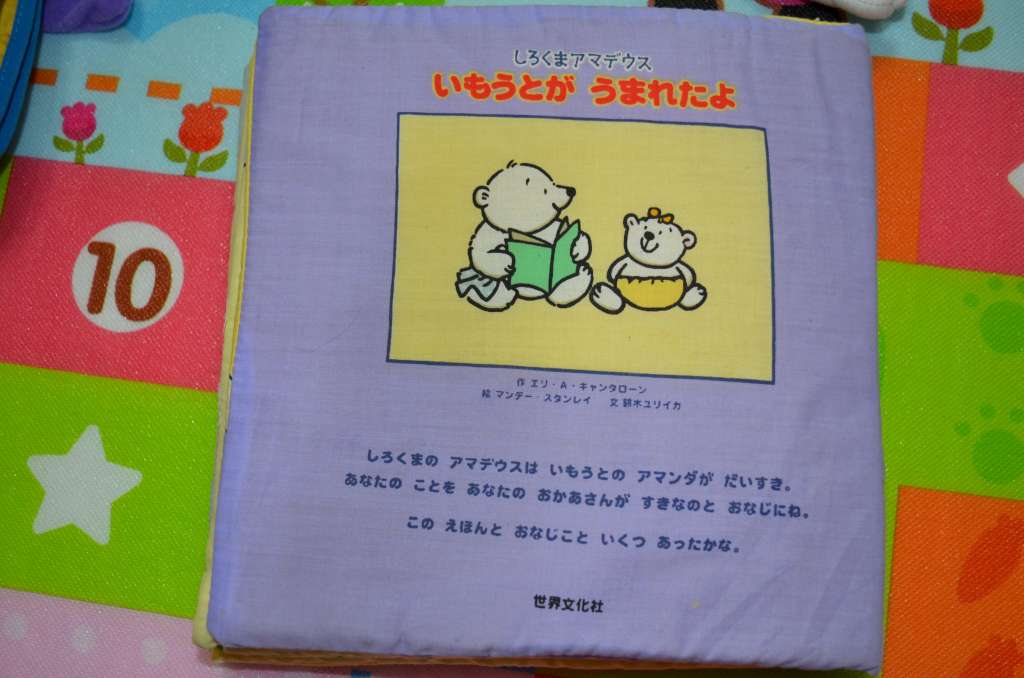 しろくまアマデウス
いもうとが うまれたよ
作 エリ・A・キャンタローン
絵 マンデー・スタンレイ 文 鈴木ユリイカ
しろくまの アマデウスは いもうとの アマンダが だいすき。
あなたの ことを あなたの おかあさんが すきなのと おなじにね。
この えほんと おなじこと いくつ あったかな。
世界文化社
10